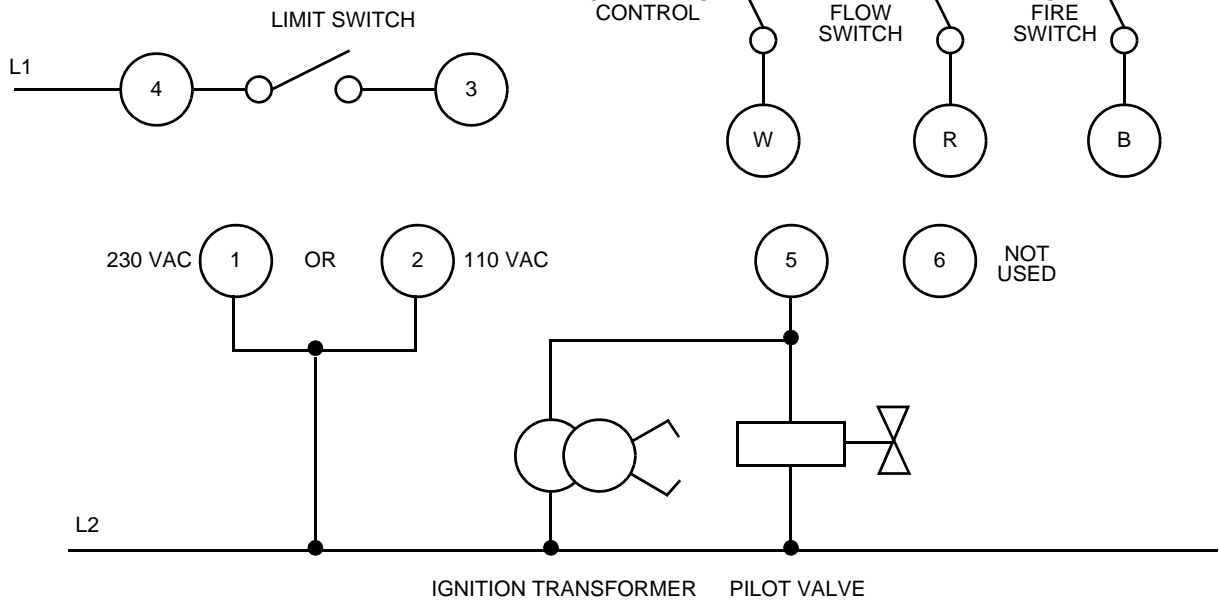 LIMIT SWITCH
CONTROL
FLOW
SWITCH
FIRE
SWITCH
L1
4
3
W
R
B
230 VAC
1
OR
2
110 VAC
5
6
NOT
USED
L2
IGNITION TRANSFORMER
PILOT VALVE